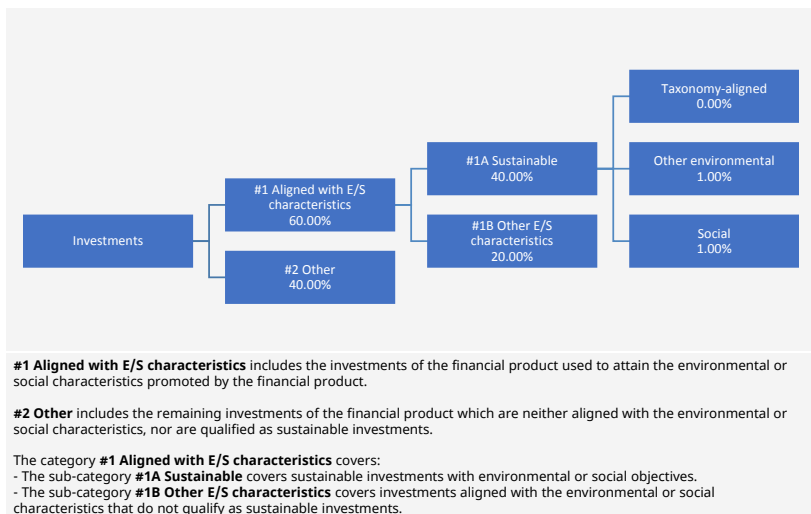 Investments
#1 Aligned with E/S
characteristics
60.00%
#2 Other
40.00%
#1A Sustainable
40.00%
#1B Other E/S
characteristics
20.00%
Taxonomy-aligned
0.00%
Other environmental
1.00%
Social
1.00%
#1 Aligned with E/S characteristics includes the investments of the financial product used to attain the environmental or
social characteristics promoted by the financial product.
#2 Other includes the remaining investments of the financial product which are neither aligned with the environmental or
social characteristics, nor are qualified as sustainable investments.
The category #1 Aligned with E/S characteristics covers:
- The sub-category #1A Sustainable covers sustainable investments with environmental or social objectives.
- The sub-category #1B Other E/S characteristics covers investments aligned with the environmental or social
characteristics that do not qualify as sustainable investments.